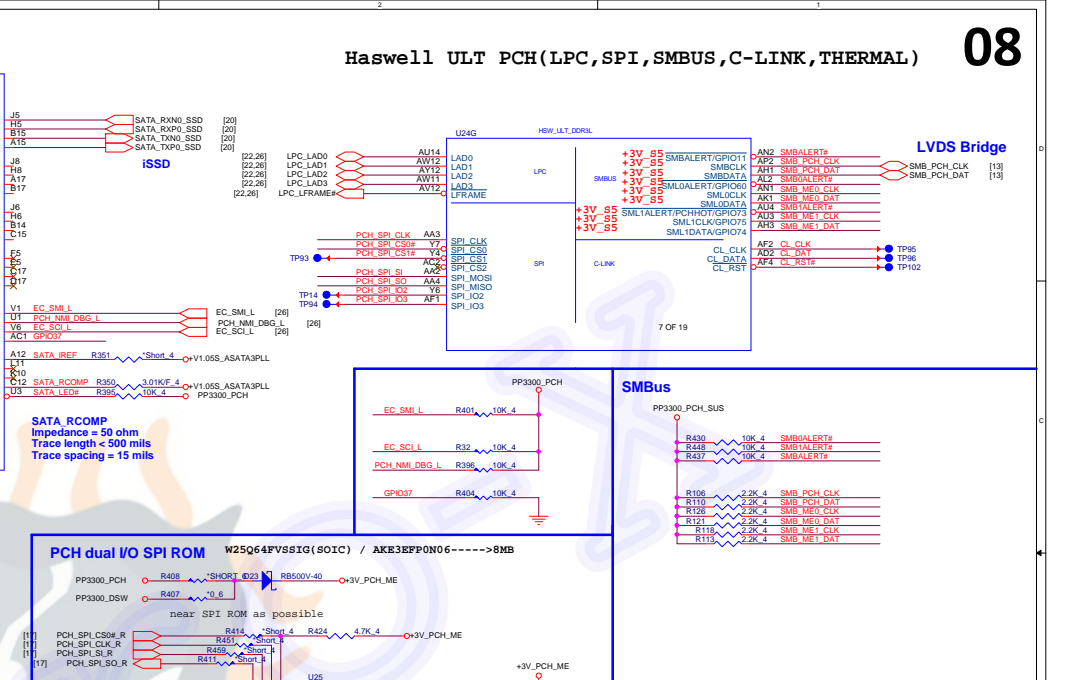 2
1
Haswell ULT PCH(LPC,SPI,SMBUS,C-LINK,THERMAL)
08
J5
H5
B15
A15
SATA_RXN0_SSD [20]
SATA_RXP0_SSD [20]
SATA_TXN0_SSD [20]
SATA_TXP0_SSD [20]
iSSD
J8
H8
A17
B17
J6
H6
B14
C15
F5
E5
C17
D17
U24G
HSW_ULT_DDR3L
[22,26] LPC_LAD0 AU14 LAD0
[22,26] LPC_LAD1 AW12 LAD1
[22,26] LPC_LAD2 AY12 LAD2
[22,26] LPC_LAD3 AW11 LAD3
[22,26] LPC_LFRAME# AV12 LFRAME
LPC
SMBUS
SPI
C-LINK
PCH_SPI_CLK AA3 SPI_CLK
PCH_SPI_CS0# Y7 SPI_CS0
TP93 PCH_SPI_CS1# Y4 SPI_CS1
AC2 SPI_CS2
PCH_SPI_SI AA2 SPI_MOSI
PCH_SPI_SO AA4 SPI_MISO
TP14 PCH_SPI_IO2 Y6 SPI_IO2
TP94 PCH_SPI_IO3 AF1 SPI_IO3
+3V_S5 SMBALERT/GPIO11 AN2 SMBALERT#
+3V_S5 SMBCLK AP2 SMB_PCH_CLK
+3V_S5 SMBDATA AH1 SMB_PCH_DAT
+3V_S5 SML0ALERT/GPIO60 AL2 SMB0ALERT#
+3V_S5 SML0CLK AN1 SMB_ME0_CLK
+3V_S5 SML0DATA AK1 SMB_ME0_DAT
+3V_S5 SML1ALERT/PCHHOT/GPIO73 AU4 SMB1ALERT#
+3V_S5 SML1CLK/GPIO75 AU3 SMB_ME1_CLK
+3V_S5 SML1DATA/GPIO74 AH3 SMB_ME1_DAT
CL_CLK AF2 CL_CLK TP95
CL_DATA AD2 CL_DAT TP96
CL_RST AF4 CL_RST# TP102
7 OF 19
LVDS Bridge
SMB_PCH_CLK [13]
SMB_PCH_DAT [13]
D
V1 EC_SMI_L EC_SMI_L [26]
U1 PCH_NMI_DBG_L PCH_NMI_DBG_L [26]
V6 EC_SCI_L EC_SCI_L [26]
AC1 GPIO37
A12 SATA_IREF R351 *Short_4 +V1.05S_ASATA3PLL
L11
K10
C12 SATA_RCOMP R350 3.01K/F_4 +V1.05S_ASATA3PLL
U3 SATA_LED# R395 10K_4 PP3300_PCH
SATA_RCOMP
Impedance = 50 ohm
Trace length < 500 mils
Trace spacing = 15 mils
PP3300_PCH
EC_SMI_L R401 10K_4
EC_SCI_L R32 10K_4
PCH_NMI_DBG_L R396 10K_4
GPIO37 R404 10K_4
SMBus
PP3300_PCH_SUS
R430 10K_4 SMB0ALERT#
R448 10K_4 SMB1ALERT#
R437 10K_4 SMBALERT#
R106 2.2K_4 SMB_PCH_CLK
R110 2.2K_4 SMB_PCH_DAT
R126 2.2K_4 SMB_ME0_CLK
R121 2.2K_4 SMB_ME0_DAT
R118 2.2K_4 SMB_ME1_CLK
R113 2.2K_4 SMB_ME1_DAT
C
PCH dual I/O SPI ROM
W25Q64FVSSIG(SOIC) / AKE3EFP0N06----->8MB
PP3300_PCH R408 *SHORT_6 D23 RB500V-40 +3V_PCH_ME
PP3300_DSW R407 *0_6
near SPI ROM as possible
[17] PCH_SPI_CS0#_R R414 *Short_4 R424 4.7K_4 +3V_PCH_ME
[17] PCH_SPI_CLK_R R451 *Short_4
[17] PCH_SPI_SI_R R459 *Short_4
[17] PCH_SPI_SO_R R411 *Short_4
U25
+3V_PCH_ME